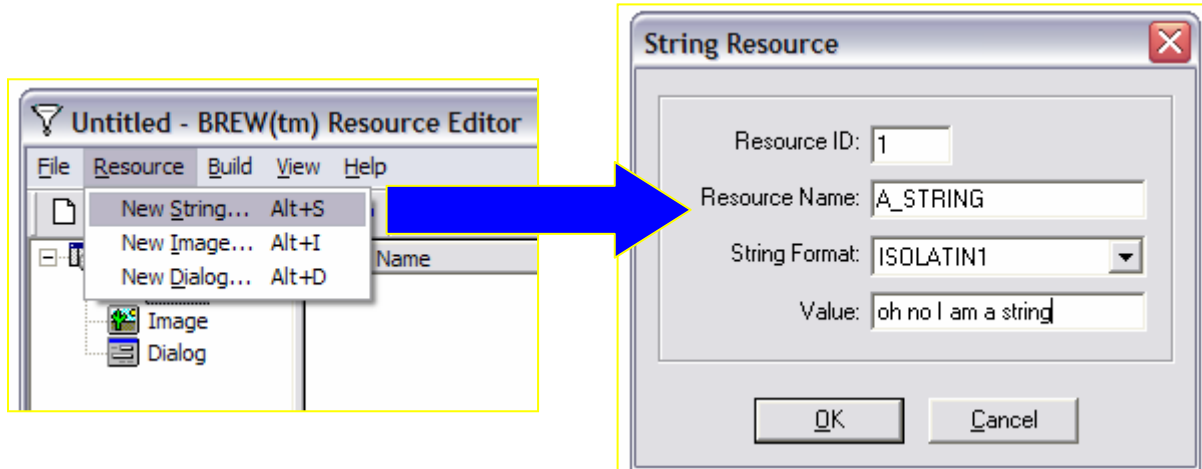 Untitled - BREW(tm) Resource Editor
File Resource Build View Help
New String... Alt+S
New Image... Alt+I
New Dialog... Alt+D
Name
Image
Dialog
String Resource
Resource ID: 1
Resource Name: A_STRING
String Format: ISOLATIN1
Value: oh no I am a string
OK Cancel